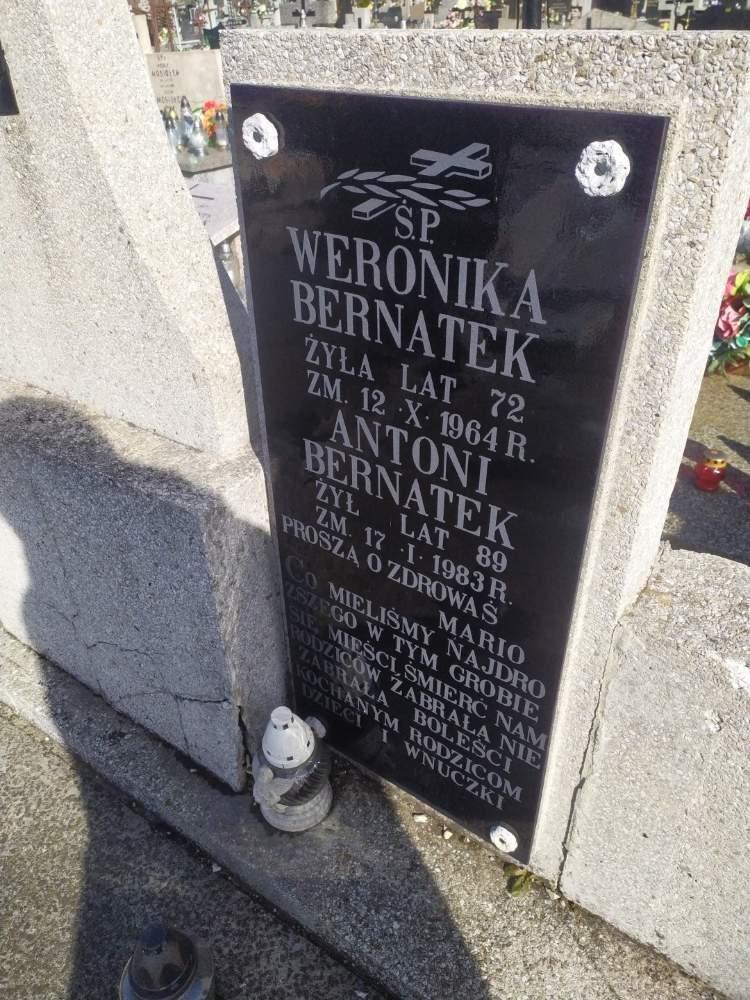 Ś.P.
WERONIKA
BERNATEK
ŻYŁA LAT 72
ZM. 12 X. 1964 R.
ANTONI
BERNATEK
ŻYŁ LAT 89
ZM. 17 I. 1983 R.
PROSZĄ O ZDROWAŚ
MARIO
CO MIELIŚMY NAJDRO
ŻSZEGO W TYM GROBIE
SIĘ MIEŚCI ŚMIERĆ NAM
RODZICÓW ZABRAŁA NIE
ZABRAŁA BOLEŚCI
KOCHANYM RODZICOM
DZIECI I WNUCZKI